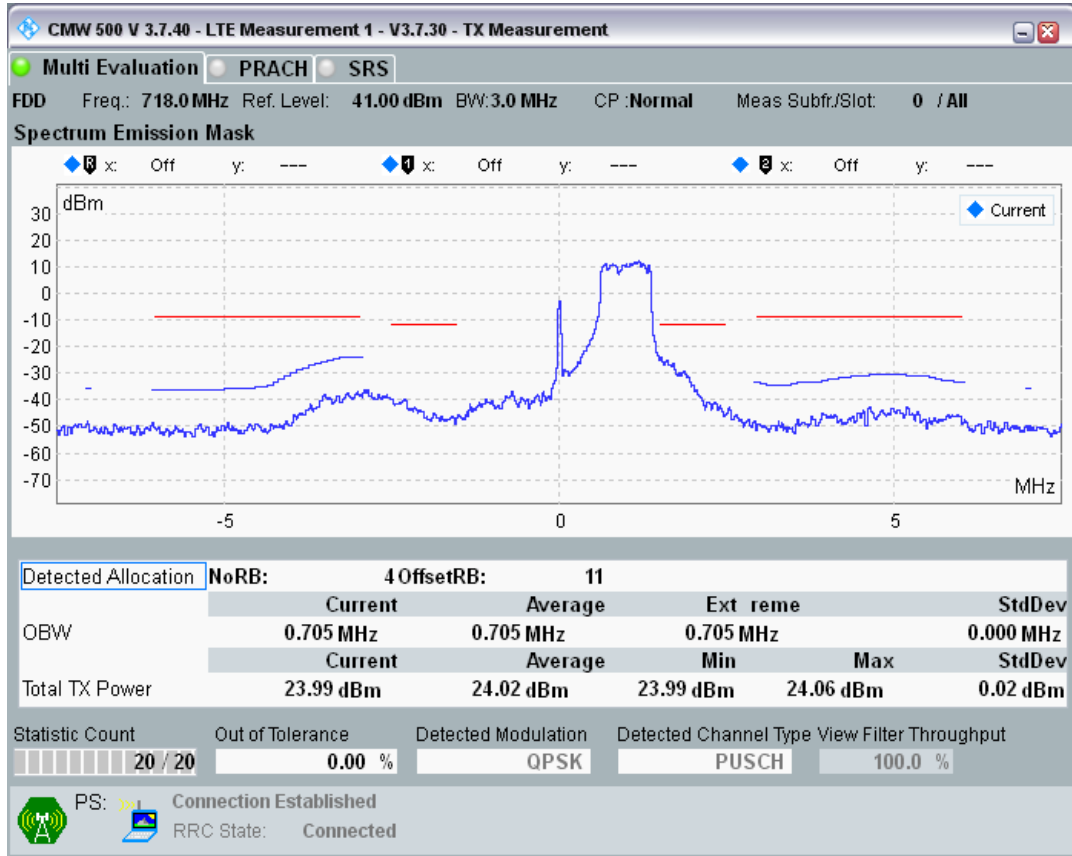 CMW 500 V 3.7.40 - LTE Measurement 1 - V3.7.30 - TX Measurement
Multi Evaluation PRACH SRS
FDD Freq.: 718.0 MHz Ref. Level: 41.00 dBm BW: 3.0 MHz CP : Normal Meas Subfr./Slot: 0 / All
Spectrum Emission Mask
R x: Off y: --- 1 x: Off y: --- 2 x: Off y: ---
dBm
Current
30
20
10
0
-10
-20
-30
-40
-50
-60
-70
MHz
-5 0 5
Detected Allocation NoRB: 4 OffsetRB: 11
Current Average Ext reme StdDev
OBW 0.705 MHz 0.705 MHz 0.705 MHz 0.000 MHz
Current Average Min Max StdDev
Total TX Power 23.99 dBm 24.02 dBm 23.99 dBm 24.06 dBm 0.02 dBm
Statistic Count Out of Tolerance Detected Modulation Detected Channel Type View Filter Throughput
20 / 20 0.00 % QPSK PUSCH 100.0 %
PS: Connection Established
RRC State: Connected